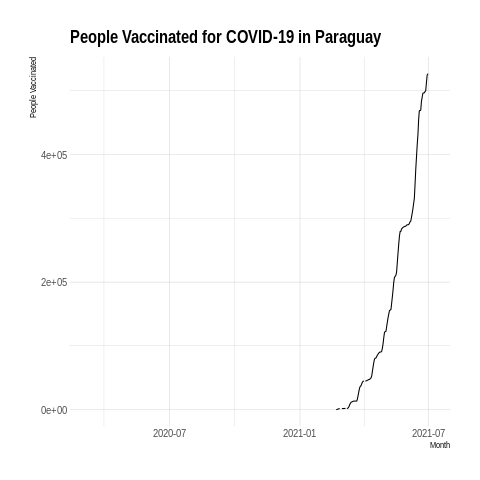 People Vaccinated for COVID-19 in Paraguay
People Vaccinated
4e+05
2e+05
0e+00
2020-07
2021-01
2021-07
Month